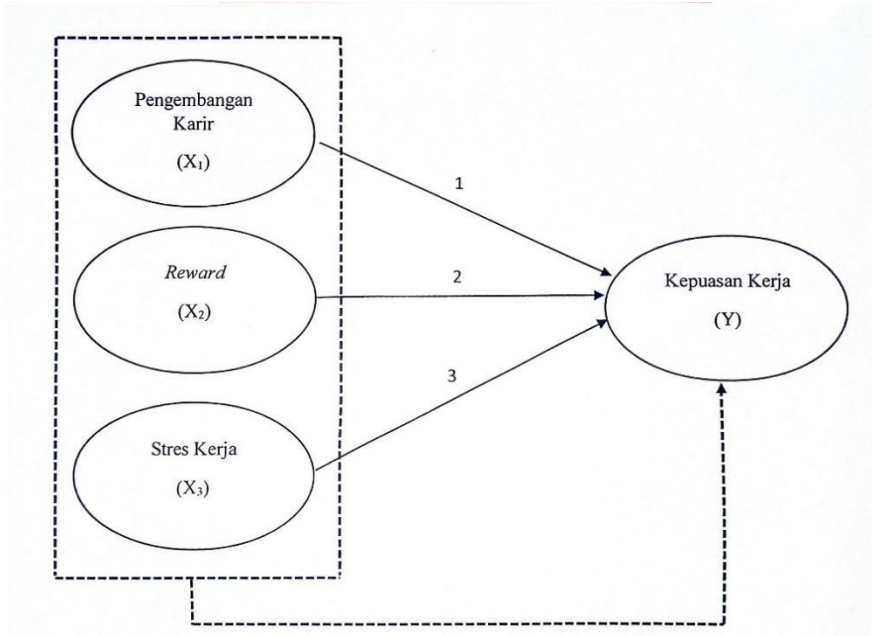 Pengembangan
Karir
(X₁)
1
Reward
(X₂)
2
Kepuasan Kerja
(Y)
3
Stres Kerja
(X₃)